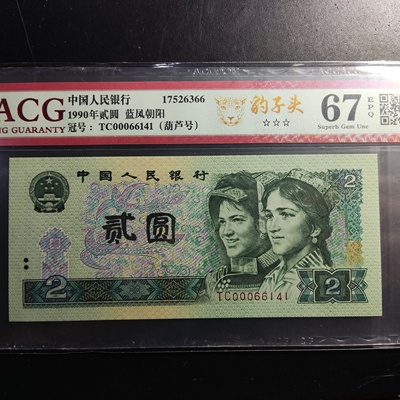 ACG
NG GUARANTY
中国人民银行 17526366
1990年贰圆 蓝凤朝阳
冠号： TC00066141（葫芦号）
豹子头
☆☆☆
67 EPQ
Superb Gem Unc
中国人民银行
2
贰圆
2
TC00066141
2